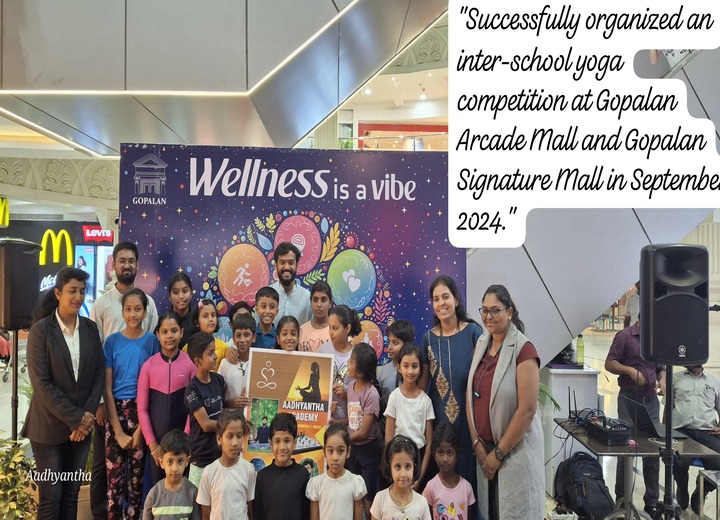 "Successfully organized an
inter-school yoga
competition at Gopalan
Arcade Mall and Gopalan
Signature Mall in September
2024."
Wellness is a vibe
GOPALAN
Levi's
AADHYANTHA
ACADEMY
Aadhyantha